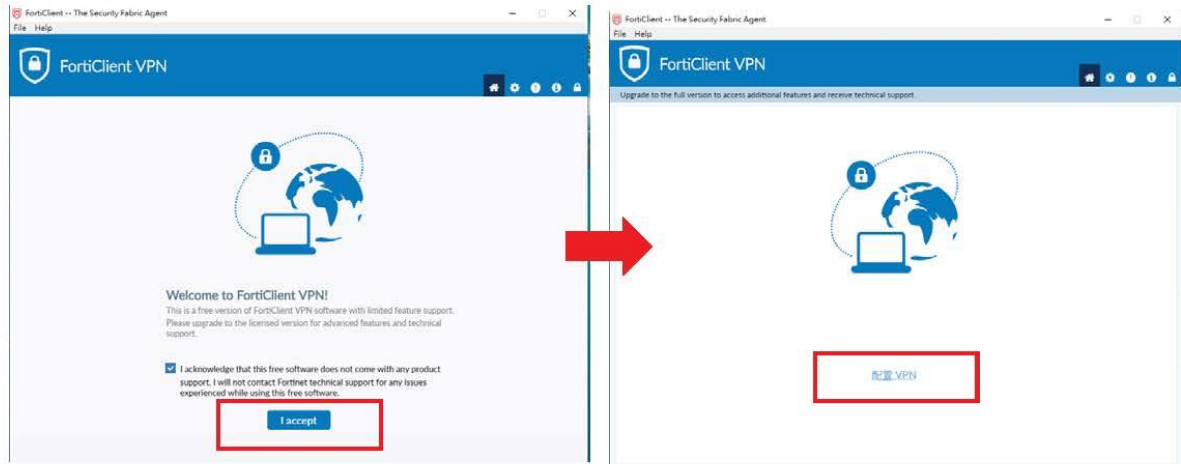 FortiClient -- The Security Fabric Agent
File Help
FortiClient VPN
Welcome to FortiClient VPN!
This is a free version of FortiClient VPN software with limited feature support.
Please upgrade to the licensed version for advanced features and technical
support.
I acknowledge that this free software does not come with any product
support. I will not contact Fortinet technical support for any issues
experienced while using this free software.
I accept
FortiClient -- The Security Fabric Agent
File Help
FortiClient VPN
Upgrade to the full version to access additional features and receive technical support.
配置 VPN